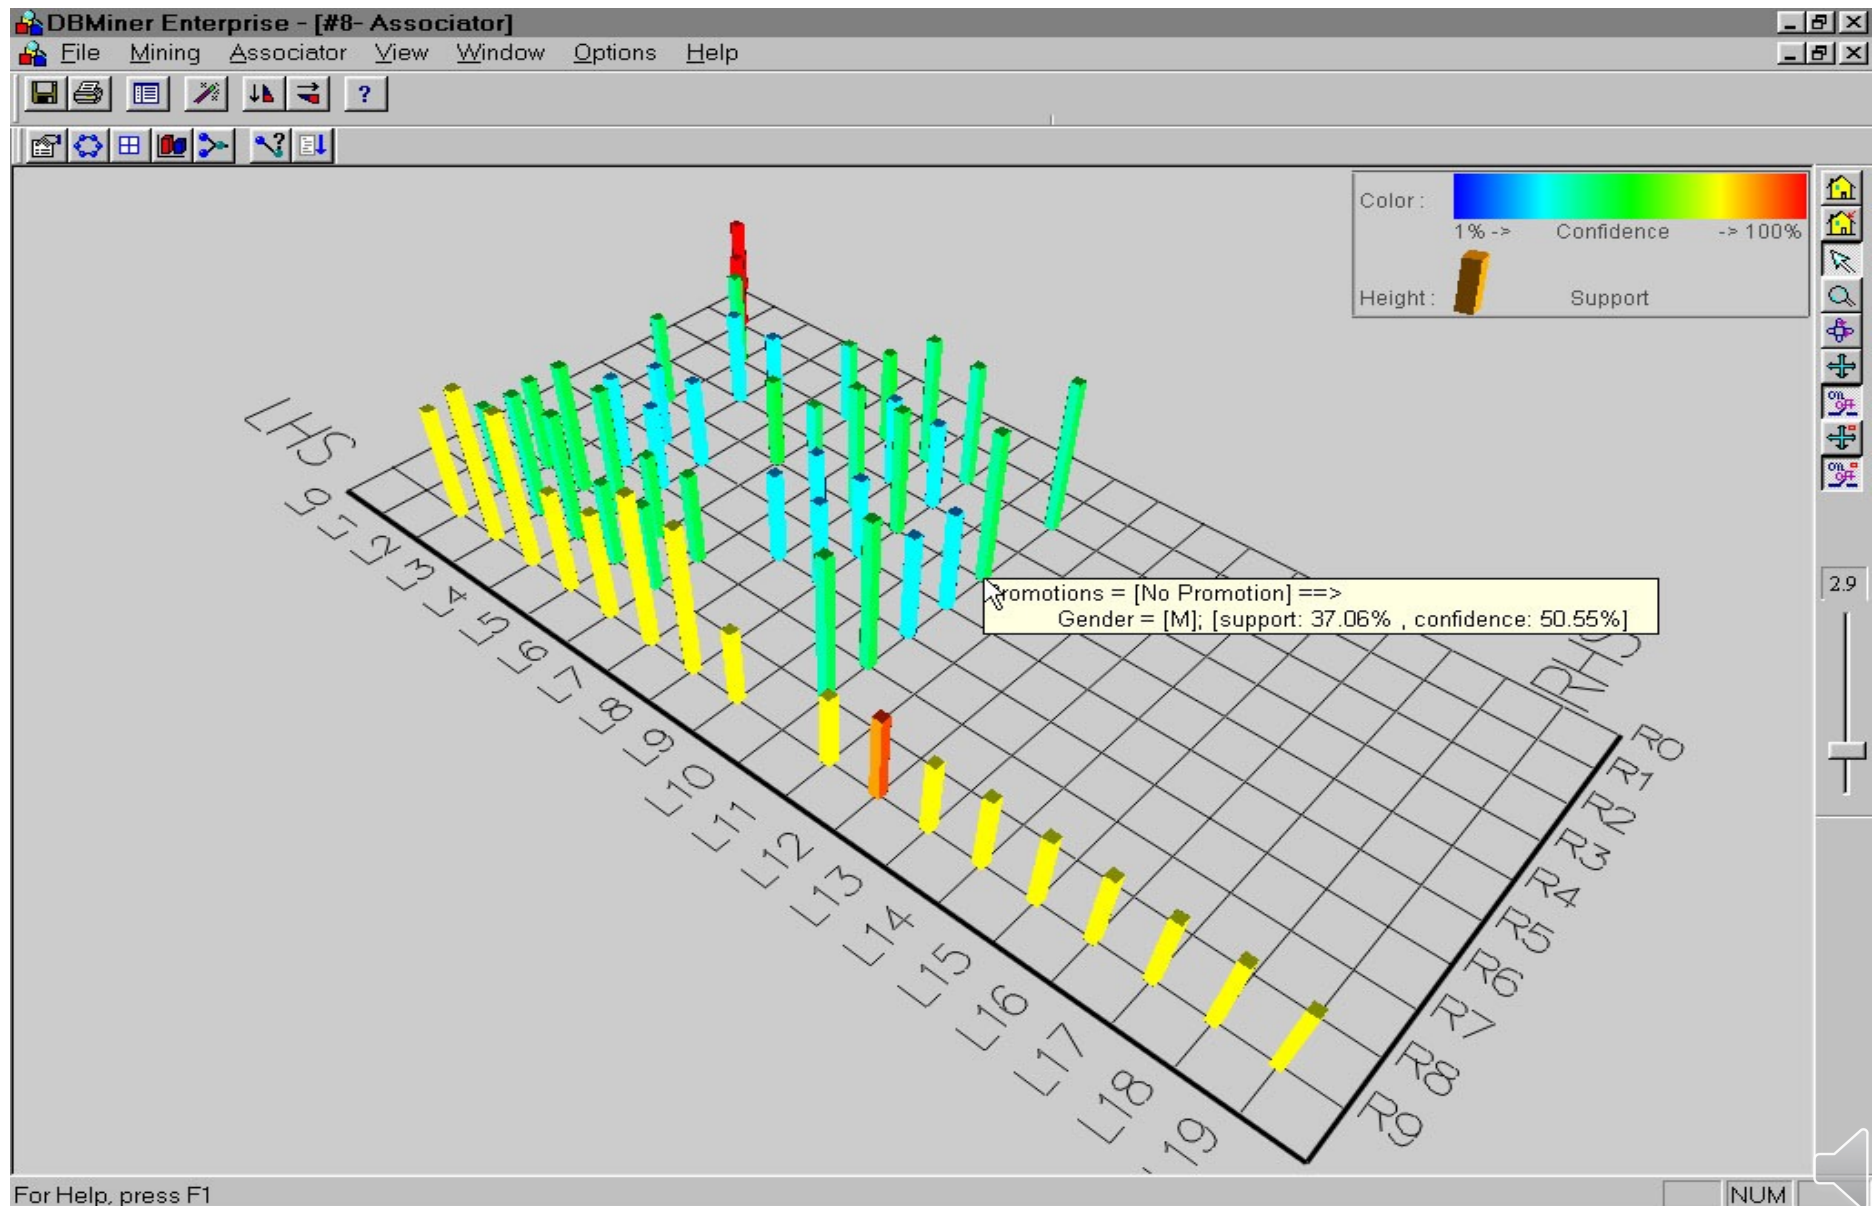 DBMiner Enterprise - [#8- Associator]
File Mining Associator View Window Options Help
?
Color :
1% -> Confidence -> 100%
Height : Support
2.9
LHS
L0
L1
L2
L3
L4
L5
L6
L7
L8
L9
L10
L11
L12
L13
L14
L15
L16
L17
L18
L19
romotions = [No Promotion] ==>
Gender = [M]; [support: 37.06% , confidence: 50.55%]
RHS
R0
R1
R2
R3
R4
R5
R6
R7
R8
R9
For Help, press F1
NUM